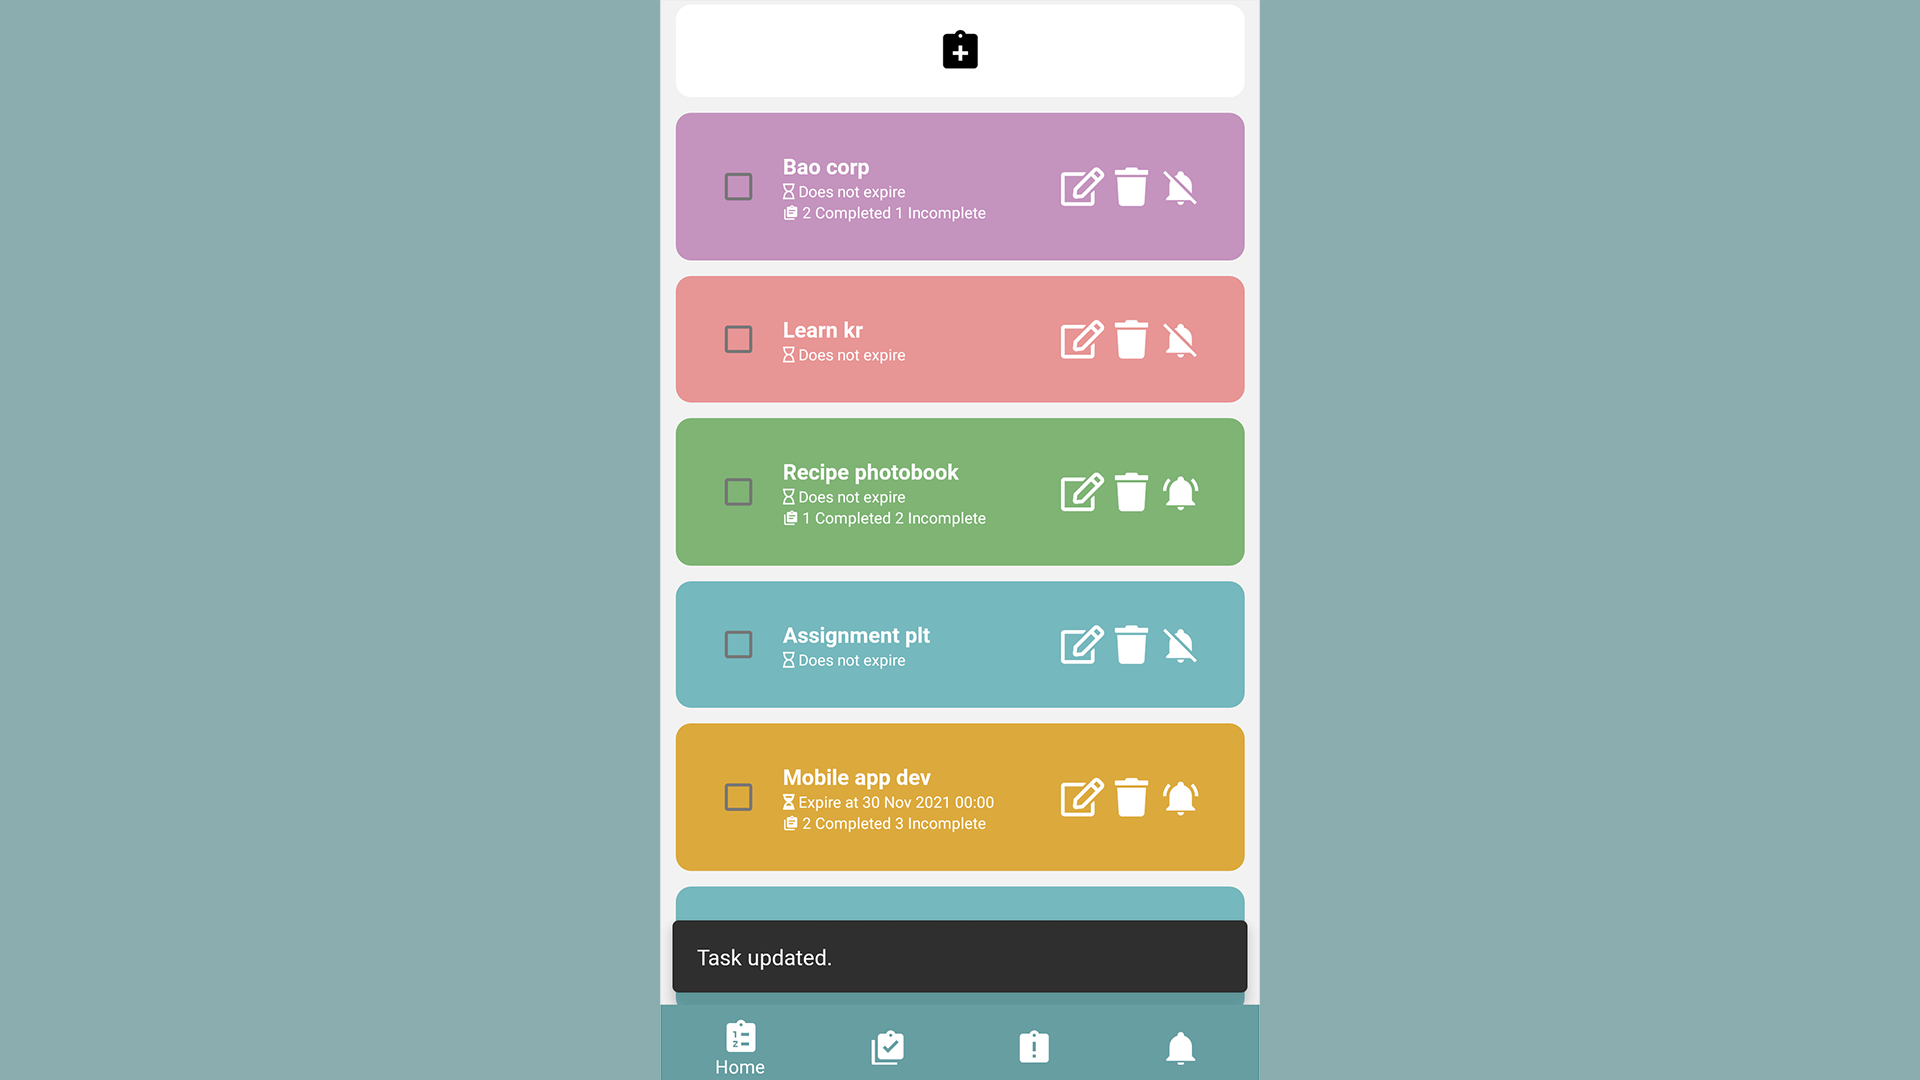 Bao corp
Does not expire
2 Completed 1 Incomplete
Learn kr
Does not expire
Recipe photobook
Does not expire
1 Completed 2 Incomplete
Assignment plt
Does not expire
Mobile app dev
Expire at 30 Nov 2021 00:00
2 Completed 3 Incomplete
Task updated.
Home